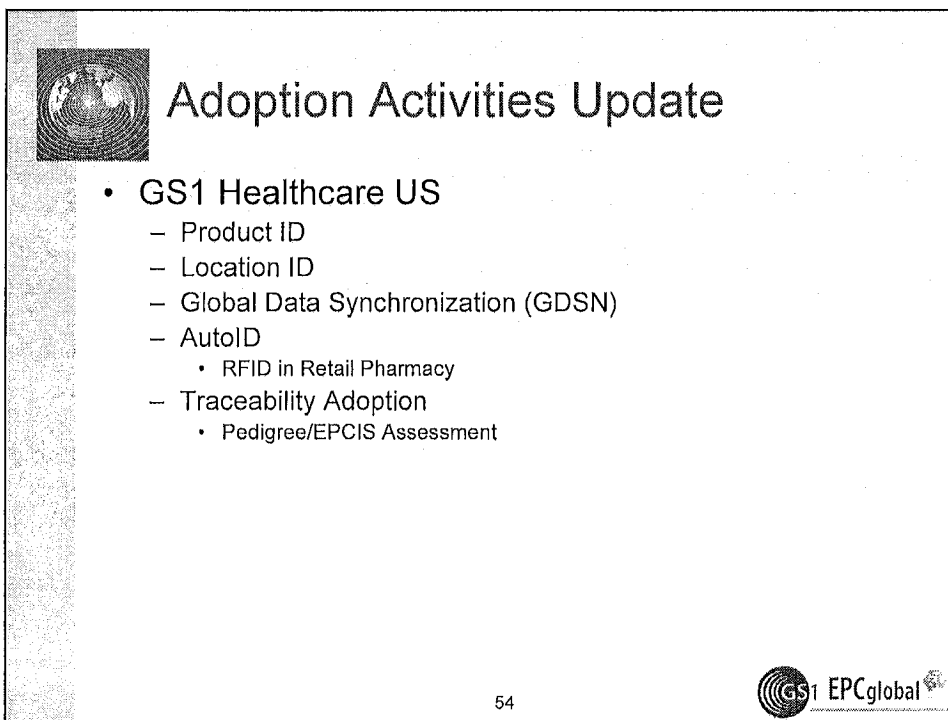 Adoption Activities Update
• GS1 Healthcare US
– Product ID
– Location ID
– Global Data Synchronization (GDSN)
– AutoID
• RFID in Retail Pharmacy
– Traceability Adoption
• Pedigree/EPCIS Assessment
54
GS1 EPCglobal